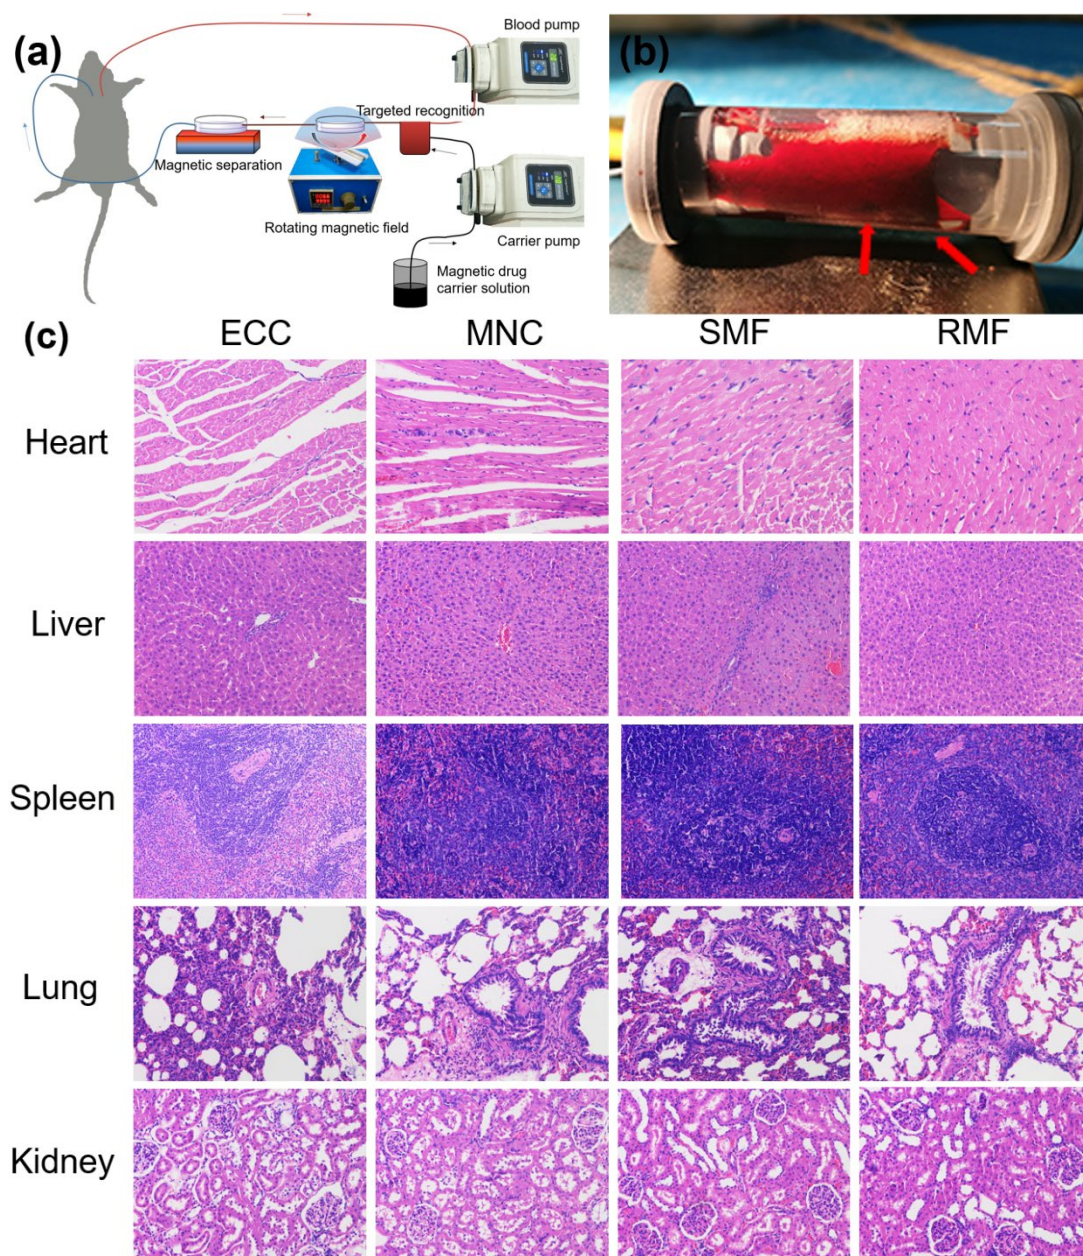 (a)
Blood pump
Targeted recognition
Magnetic separation
Rotating magnetic field
Carrier pump
Magnetic drug
carrier solution
(b)
(c)
ECC MNC SMF RMF
Heart
Liver
Spleen
Lung
Kidney